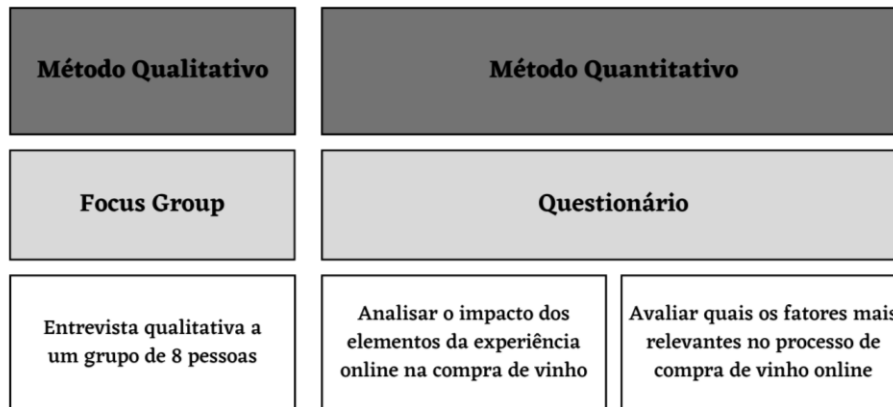 Método Qualitativo
Método Quantitativo
Focus Group
Questionário
Entrevista qualitativa a
um grupo de 8 pessoas
Analisar o impacto dos
elementos da experiência
online na compra de vinho
Avaliar quais os fatores mais
relevantes no processo de
compra de vinho online